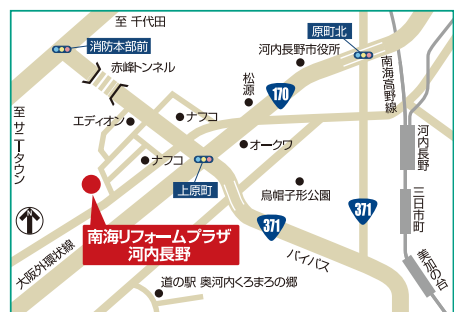 至 千代田
消防本部前
原町北
河内長野市役所
赤峰トンネル
松源
170
南海高野線
至 サニータウン
エディオン
ナフコ
ナフコ
オークワ
河内長野
上原町
烏帽子形公園
三日市町
371
371
南海リフォームプラザ
河内長野
バイパス
美加の台
大阪外環状線
道の駅 奥河内くろまろの郷